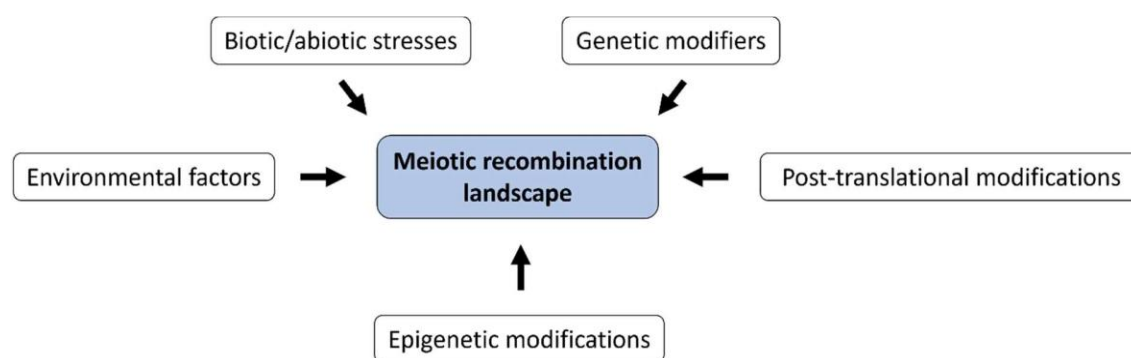 Biotic/abiotic stresses
Genetic modifiers
Environmental factors
Meiotic recombination
landscape
Post-translational modifications
Epigenetic modifications